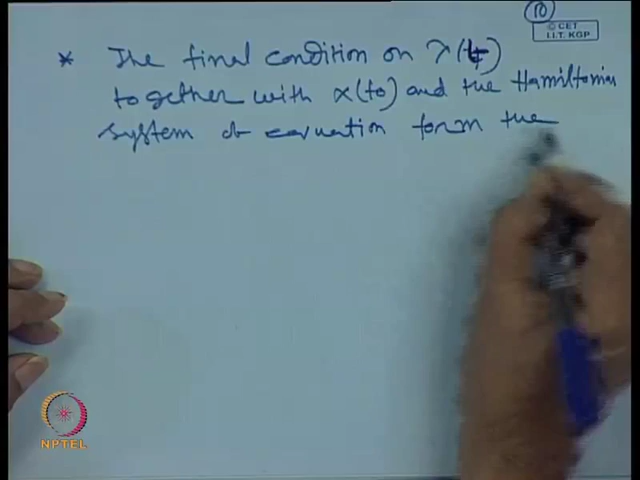 10
© CET
I.I.T. KGP
* The final condition on λ(tf)
together with x(to) and the Hamiltonian
system of equation form the
NPTEL